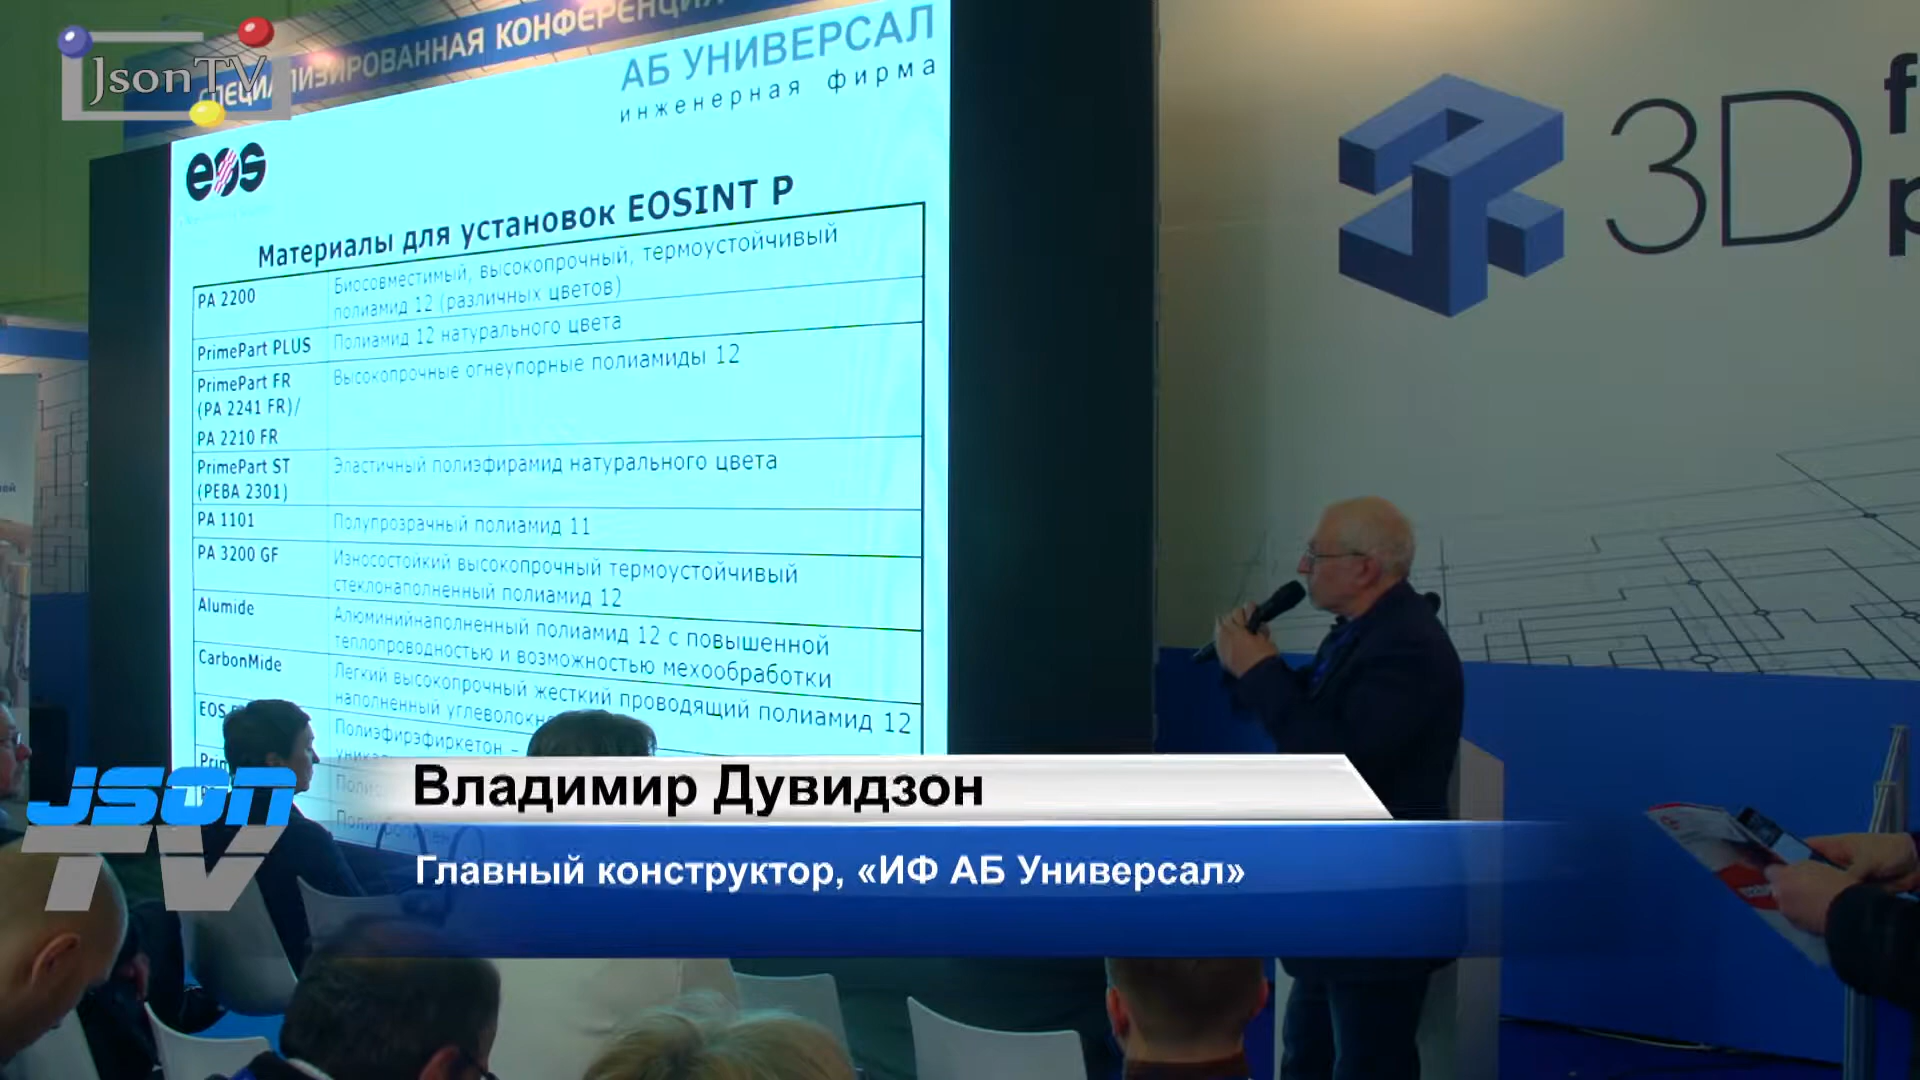 JsonTV
СПЕЦИАЛИЗИРОВАННАЯ КОНФЕРЕНЦИЯ
АБ УНИВЕРСАЛ
инженерная фирма
eos
Материалы для установок EOSINT P
PA 2200
Биосовместимый, высокопрочный, термоустойчивый
полиамид 12 (различных цветов)
PrimePart PLUS
Полиамид 12 натурального цвета
PrimePart FR
(PA 2241 FR)/
PA 2210 FR
Высокопрочные огнеупорные полиамиды 12
PrimePart ST
(PEBA 2301)
Эластичный полиэфирамид натурального цвета
PA 1101
Полупрозрачный полиамид 11
PA 3200 GF
Износостойкий высокопрочный термоустойчивый
стеклонаполненный полиамид 12
Alumide
Алюминийнаполненный полиамид 12 с повышенной
теплопроводностью и возможностью мехообработки
CarbonMide
Легкий высокопрочный жесткий проводящий полиамид 12
наполненный
EOS
Полиэфирэфиркетон –
3D
JSON
TV
Владимир Дувидзон
Главный конструктор, «ИФ АБ Универсал»